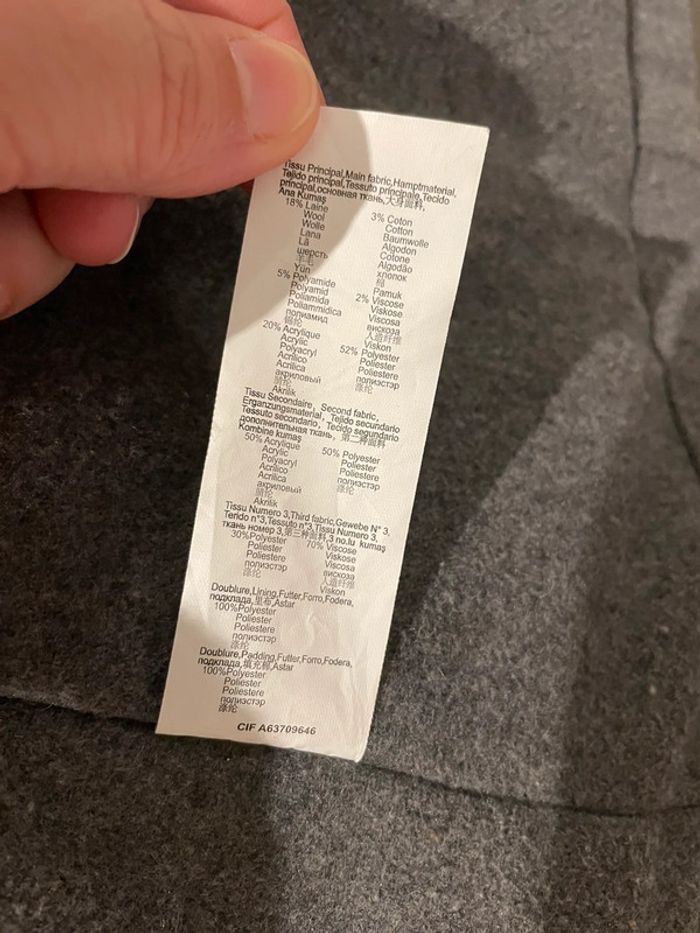 Tissu Principal,Main fabric,Hamptmaterial,
Tejido principal,Tessuto principale,Tecido
principal,основная ткань,大身面料,
Ana Kumaş
18% Laine
Wool
Wolle
Lana
Lã
шерсть
羊毛
Yün
5% Polyamide
Polyamid
Poliamida
Poliammidica
полиамид
锦纶
20% Acrylique
Acrylic
Polyacryl
Acrílico
Acrilica
акриловый
腈纶
Akrilik
3% Coton
Cotton
Baumwolle
Algodon
Cotone
Algodão
хлопок
棉
Pamuk
2% Viscose
Viskose
Viscosa
вискоза
人造纤维
Viskon
52% Polyester
Poliester
Poliestere
полиэстэр
涤纶
Tissu Secondaire, Second fabric,
Erganzungsmaterial, Tejido secundario
Tessuto secondario, Tecido segundario
дополнительная ткань, 第二种面料
Kombine kumaş
50% Acrylique
Acrylic
Polyacryl
Acrílico
Acrilica
акриловый
腈纶
Akrilik
50% Polyester
Poliester
Poliestere
полиэстэр
涤纶
Tissu Numero 3,Third fabric,Gewebe N° 3,
Terido n°3,Tessuto n°3,Tissu Numero 3,
ткань номер 3,第三种面料,3 no.lu kumaş
30%Polyester
Poliester
Poliestere
полиэстэр
涤纶
70% Viscose
Viskose
Viscosa
вискоза
人造纤维
Viskon
Doublure,Lining,Futter,Forro,Fodera,
подклада,里布,Astar
100%Polyester
Poliester
Poliestere
полиэстэр
涤纶
Doublure,Padding,Futter,Forro,Fodera,
подклада,填充棉,Astar
100%Polyester
Poliester
Poliestere
полиэстэр
涤纶
CIF A63709646